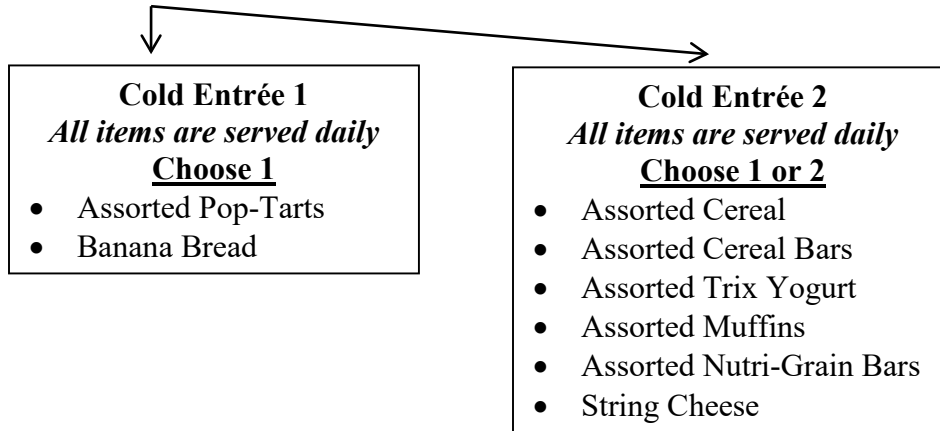 Cold Entrée 1
All items are served daily
Choose 1
• Assorted Pop-Tarts
• Banana Bread
Cold Entrée 2
All items are served daily
Choose 1 or 2
• Assorted Cereal
• Assorted Cereal Bars
• Assorted Trix Yogurt
• Assorted Muffins
• Assorted Nutri-Grain Bars
• String Cheese